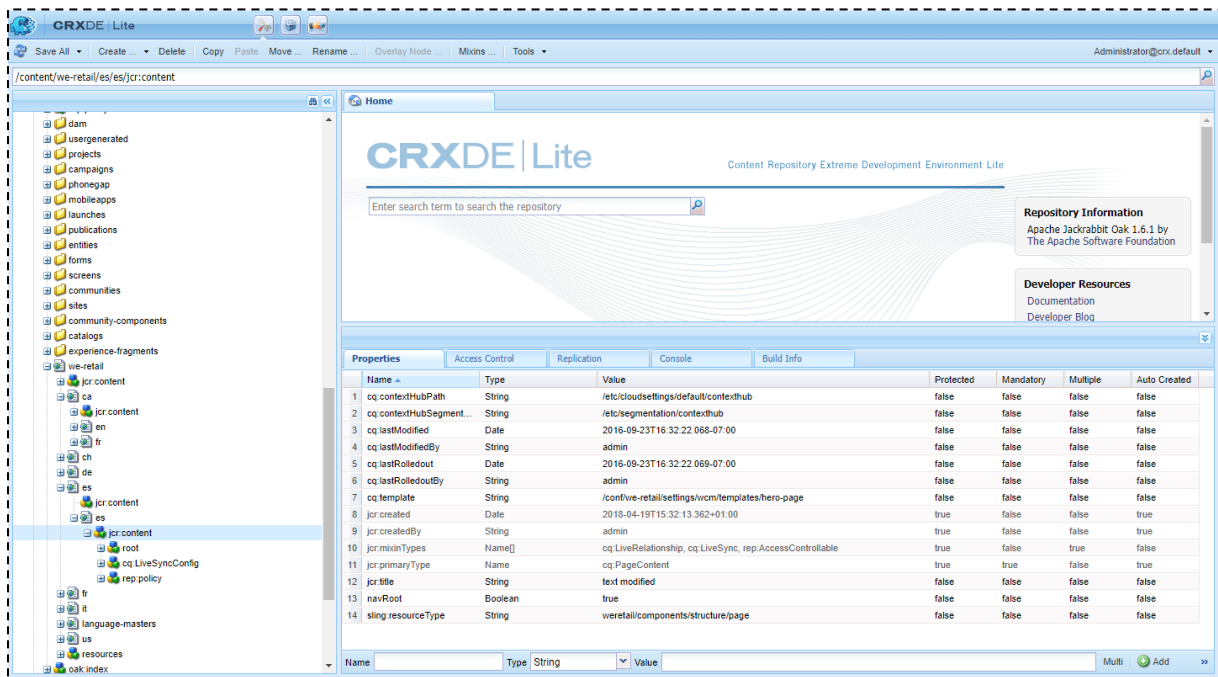 CRXDE | Lite
Save All Create ... Delete Copy Paste Move ... Rename ... Overlay Node ... Mixins ... Tools Administrator@crx.default
/content/we-retail/es/es/jcr:content
dam
usergenerated
projects
campaigns
phonegap
mobileapps
launches
publications
entities
forms
screens
communities
sites
community-components
catalogs
experience-fragments
we-retail
jcr:content
ca
jcr:content
en
fr
ch
de
es
jcr:content
es
jcr:content
root
cq:LiveSyncConfig
rep:policy
fr
it
language-masters
us
resources
oak:index
Home
CRXDE | Lite
Content Repository Extreme Development Environment Lite
Enter search term to search the repository
Repository Information
Apache Jackrabbit Oak 1.6.1 by
The Apache Software Foundation
Developer Resources
Documentation
Developer Blog
Properties Access Control Replication Console Build Info
Name Type Value Protected Mandatory Multiple Auto Created
1 cq:contextHubPath String /etc/cloudsettings/default/contexthub false false false false
2 cq:contextHubSegment... String /etc/segmentation/contexthub false false false false
3 cq:lastModified Date 2016-09-23T16:32:22.068-07:00 false false false false
4 cq:lastModifiedBy String admin false false false false
5 cq:lastRolledout Date 2016-09-23T16:32:22.069-07:00 false false false false
6 cq:lastRolledoutBy String admin false false false false
7 cq:template String /conf/we-retail/settings/wcm/templates/hero-page false false false false
8 jcr:created Date 2018-04-19T15:32:13.362+01:00 true false false true
9 jcr:createdBy String admin true false false true
10 jcr:mixinTypes Name[] cq:LiveRelationship, cq:LiveSync, rep:AccessControllable true false true false
11 jcr:primaryType Name cq:PageContent true true false true
12 jcr:title String text modified false false false false
13 navRoot Boolean true false false false false
14 sling:resourceType String weretail/components/structure/page false false false false
Name Type String Value Multi Add »